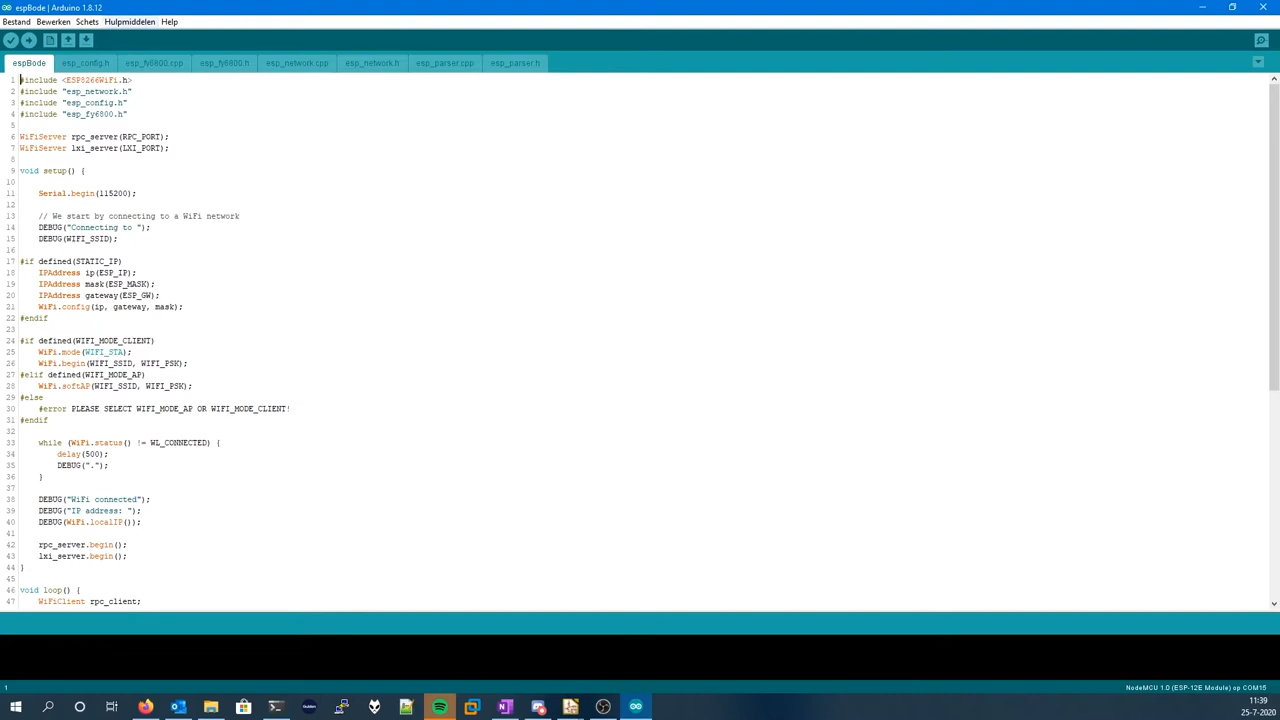 espBode | Arduino 1.8.12
Bestand Bewerken Schets Hulpmiddelen Help
espBode esp_config.h esp_fy6800.cpp esp_fy6800.h esp_network.cpp esp_network.h esp_parser.cpp esp_parser.h
1 #include <ESP8266WiFi.h>
2 #include "esp_network.h"
3 #include "esp_config.h"
4 #include "esp_fy6800.h"
5
6 WiFiServer rpc_server(RPC_PORT);
7 WiFiServer lxi_server(LXI_PORT);
8
9 void setup() {
10
11 Serial.begin(115200);
12
13 // We start by connecting to a WiFi network
14 DEBUG("Connecting to ");
15 DEBUG(WIFI_SSID);
16
17 #if defined(STATIC_IP)
18 IPAddress ip(ESP_IP);
19 IPAddress mask(ESP_MASK);
20 IPAddress gateway(ESP_GW);
21 WiFi.config(ip, gateway, mask);
22 #endif
23
24 #if defined(WIFI_MODE_CLIENT)
25 WiFi.mode(WIFI_STA);
26 WiFi.begin(WIFI_SSID, WIFI_PSK);
27 #elif defined(WIFI_MODE_AP)
28 WiFi.softAP(WIFI_SSID, WIFI_PSK);
29 #else
30 #error PLEASE SELECT WIFI_MODE_AP OR WIFI_MODE_CLIENT!
31 #endif
32
33 while (WiFi.status() != WL_CONNECTED) {
34 delay(500);
35 DEBUG(".");
36 }
37
38 DEBUG("WiFi connected");
39 DEBUG("IP address: ");
40 DEBUG(WiFi.localIP());
41
42 rpc_server.begin();
43 lxi_server.begin();
44 }
45
46 void loop() {
47 WiFiClient rpc_client;
1 NodeMCU 1.0 (ESP-12E Module) op COM15
11:39
25-7-2020